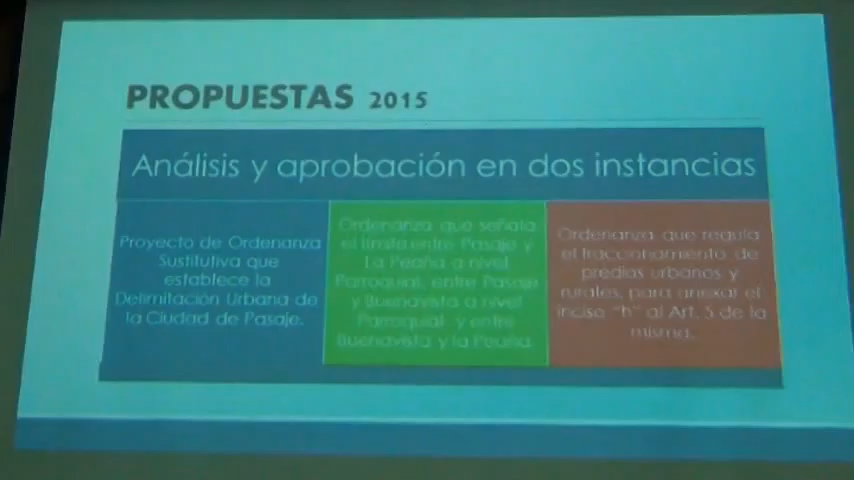 PROPUESTAS 2015
Análisis y aprobación en dos instancias
Proyecto de Ordenanza
Sustitutiva que
establece la
Delimitación Urbana de
la Ciudad de Pasaje.
Ordenanza que señala
el limite entre Pasaje y
La Peaña a nivel
Parroquial, entre Pasaje
y Buenavista a nivel
Parroquial y entre
Buenavista y la Peaña.
Ordenanza que regula
el fraccionamiento de
predios urbanos y
rurales, para anexar el
inciso "h" al Art. 5 de la
misma.